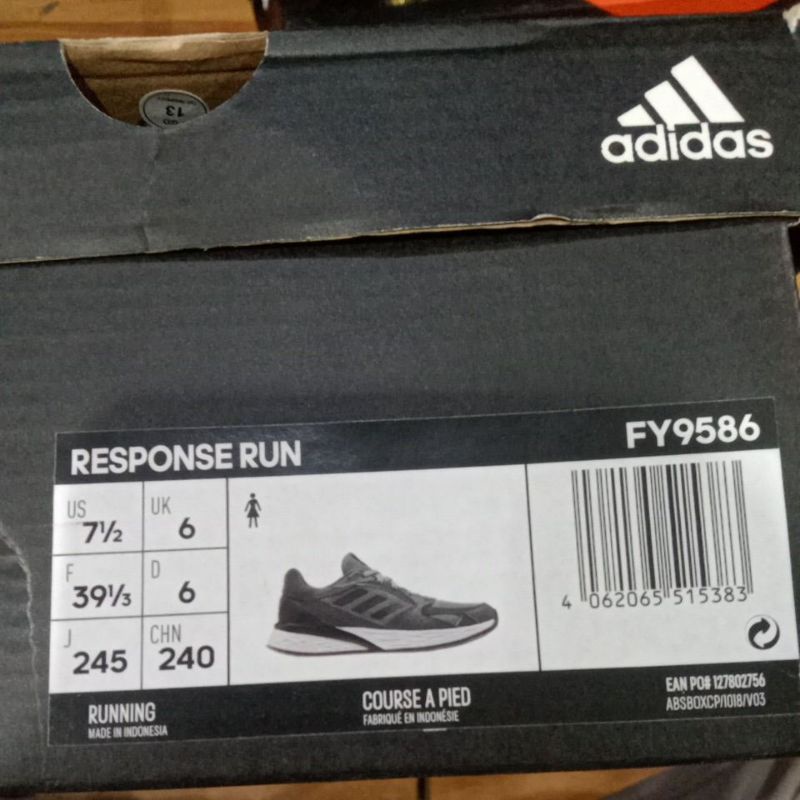 13
adidas
RESPONSE RUN
FY9586
US
7½
UK
6
F
39⅓
D
6
J
245
CHN
240
4 062065 515383
RUNNING
MADE IN INDONESIA
COURSE A PIED
FABRIQUÉ EN INDONÉSIE
EAN PO# 127802756
ABSBOXCP/1018/V03